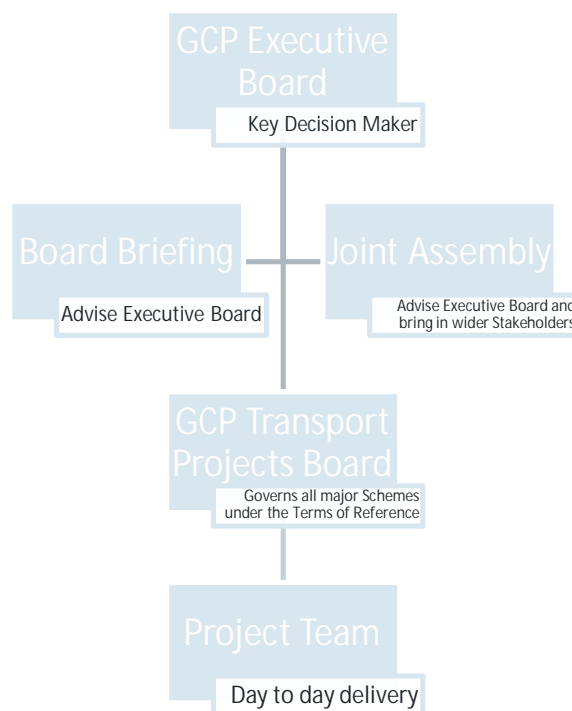 GCP Executive
Board
Key Decision Maker
Board Briefing
Advise Executive Board
Joint Assembly
Advise Executive Board and
bring in wider Stakeholders
GCP Transport
Projects Board
Governs all major Schemes
under the Terms of Reference
Project Team
Day to day delivery